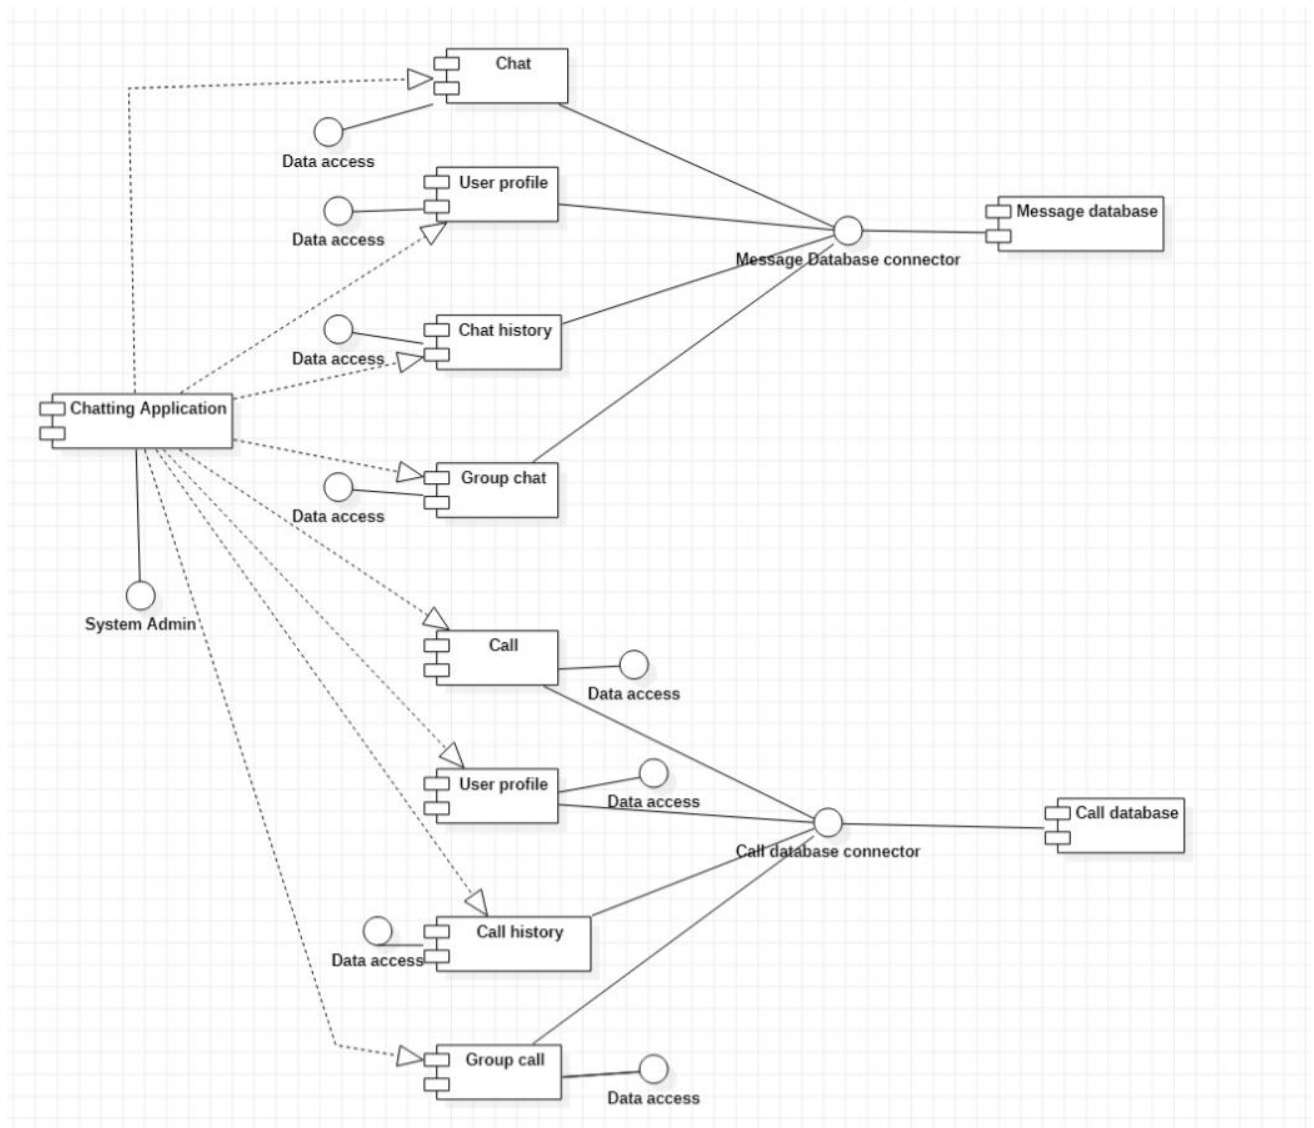 Chat
Data access
User profile
Message database
Data access
Message Database connector
Chat history
Data access
Chatting Application
Group chat
Data access
System Admin
Call
Data access
User profile
Data access
Call database
Call database connector
Call history
Data access
Group call
Data access